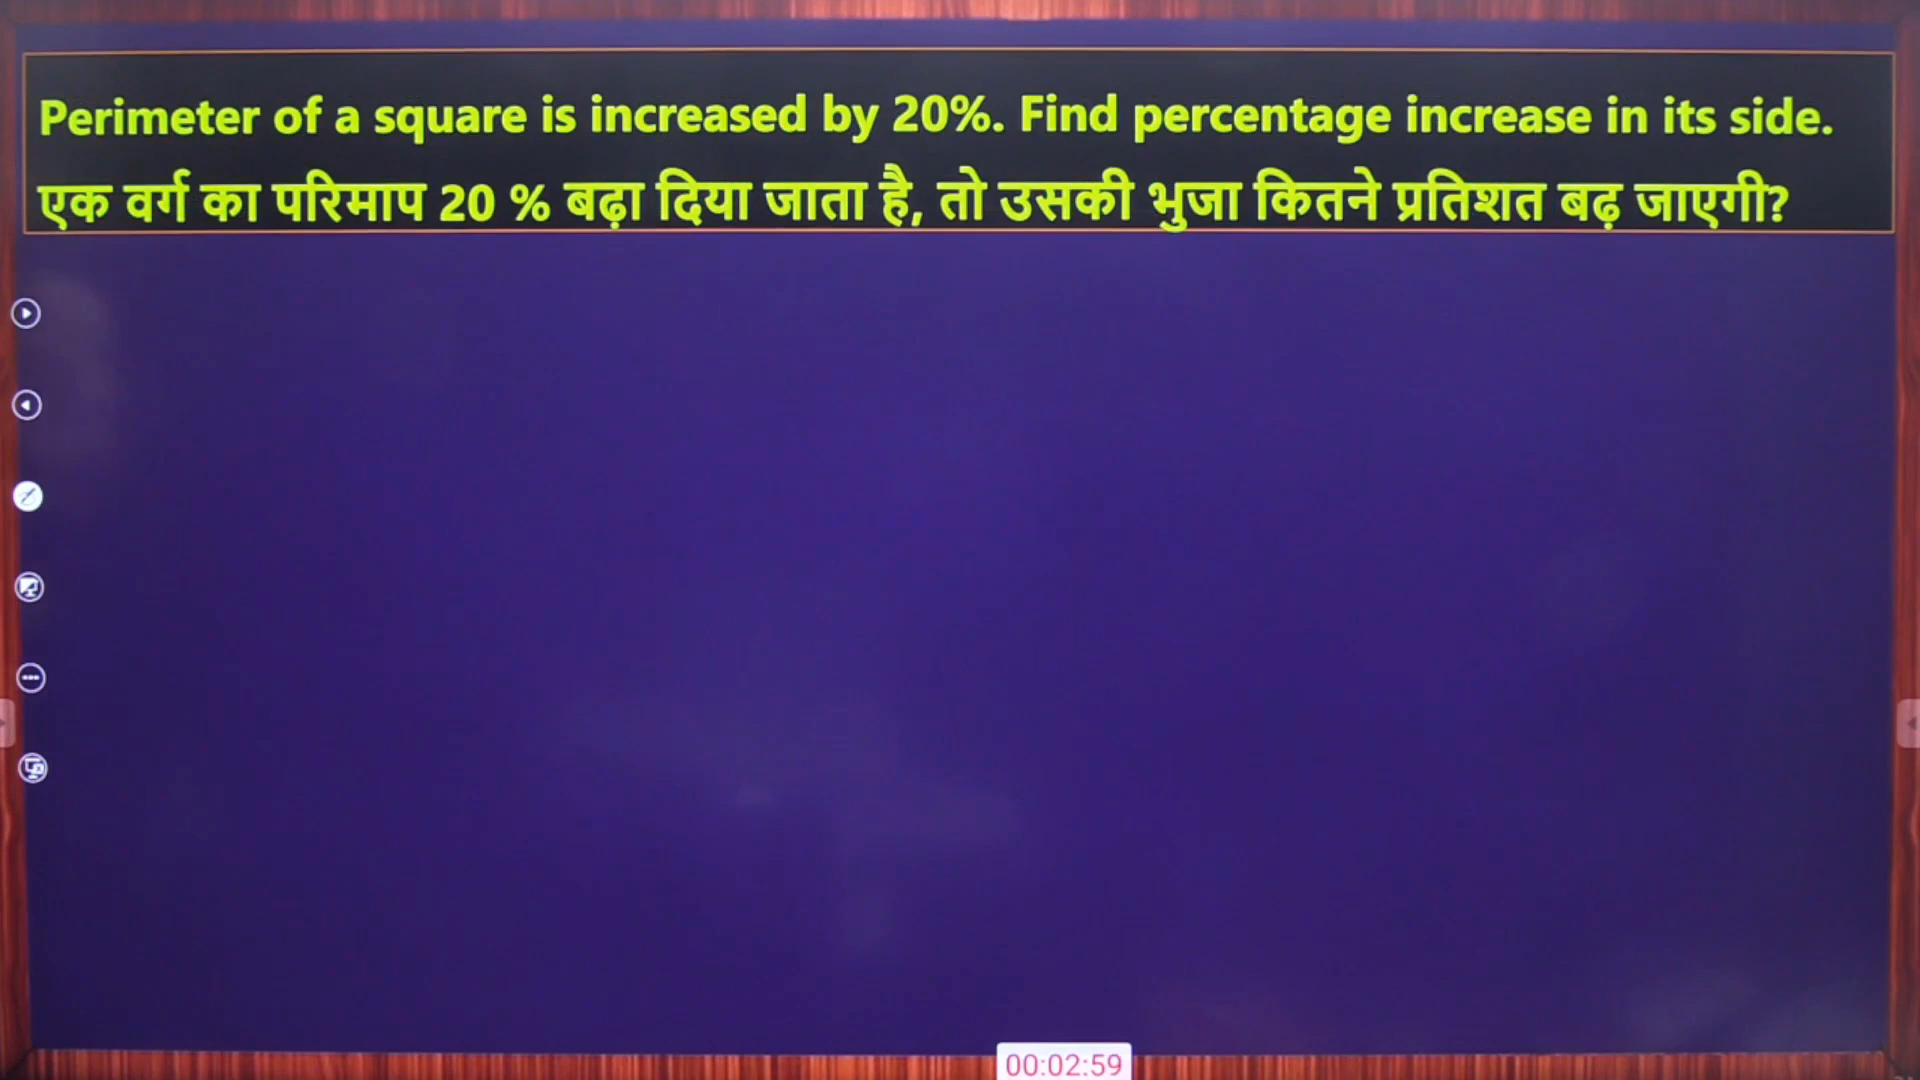 Perimeter of a square is increased by 20%. Find percentage increase in its side.
एक वर्ग का परिमाप 20 % बढ़ा दिया जाता है, तो उसकी भुजा कितने प्रतिशत बढ़ जाएगी?
00:02:59